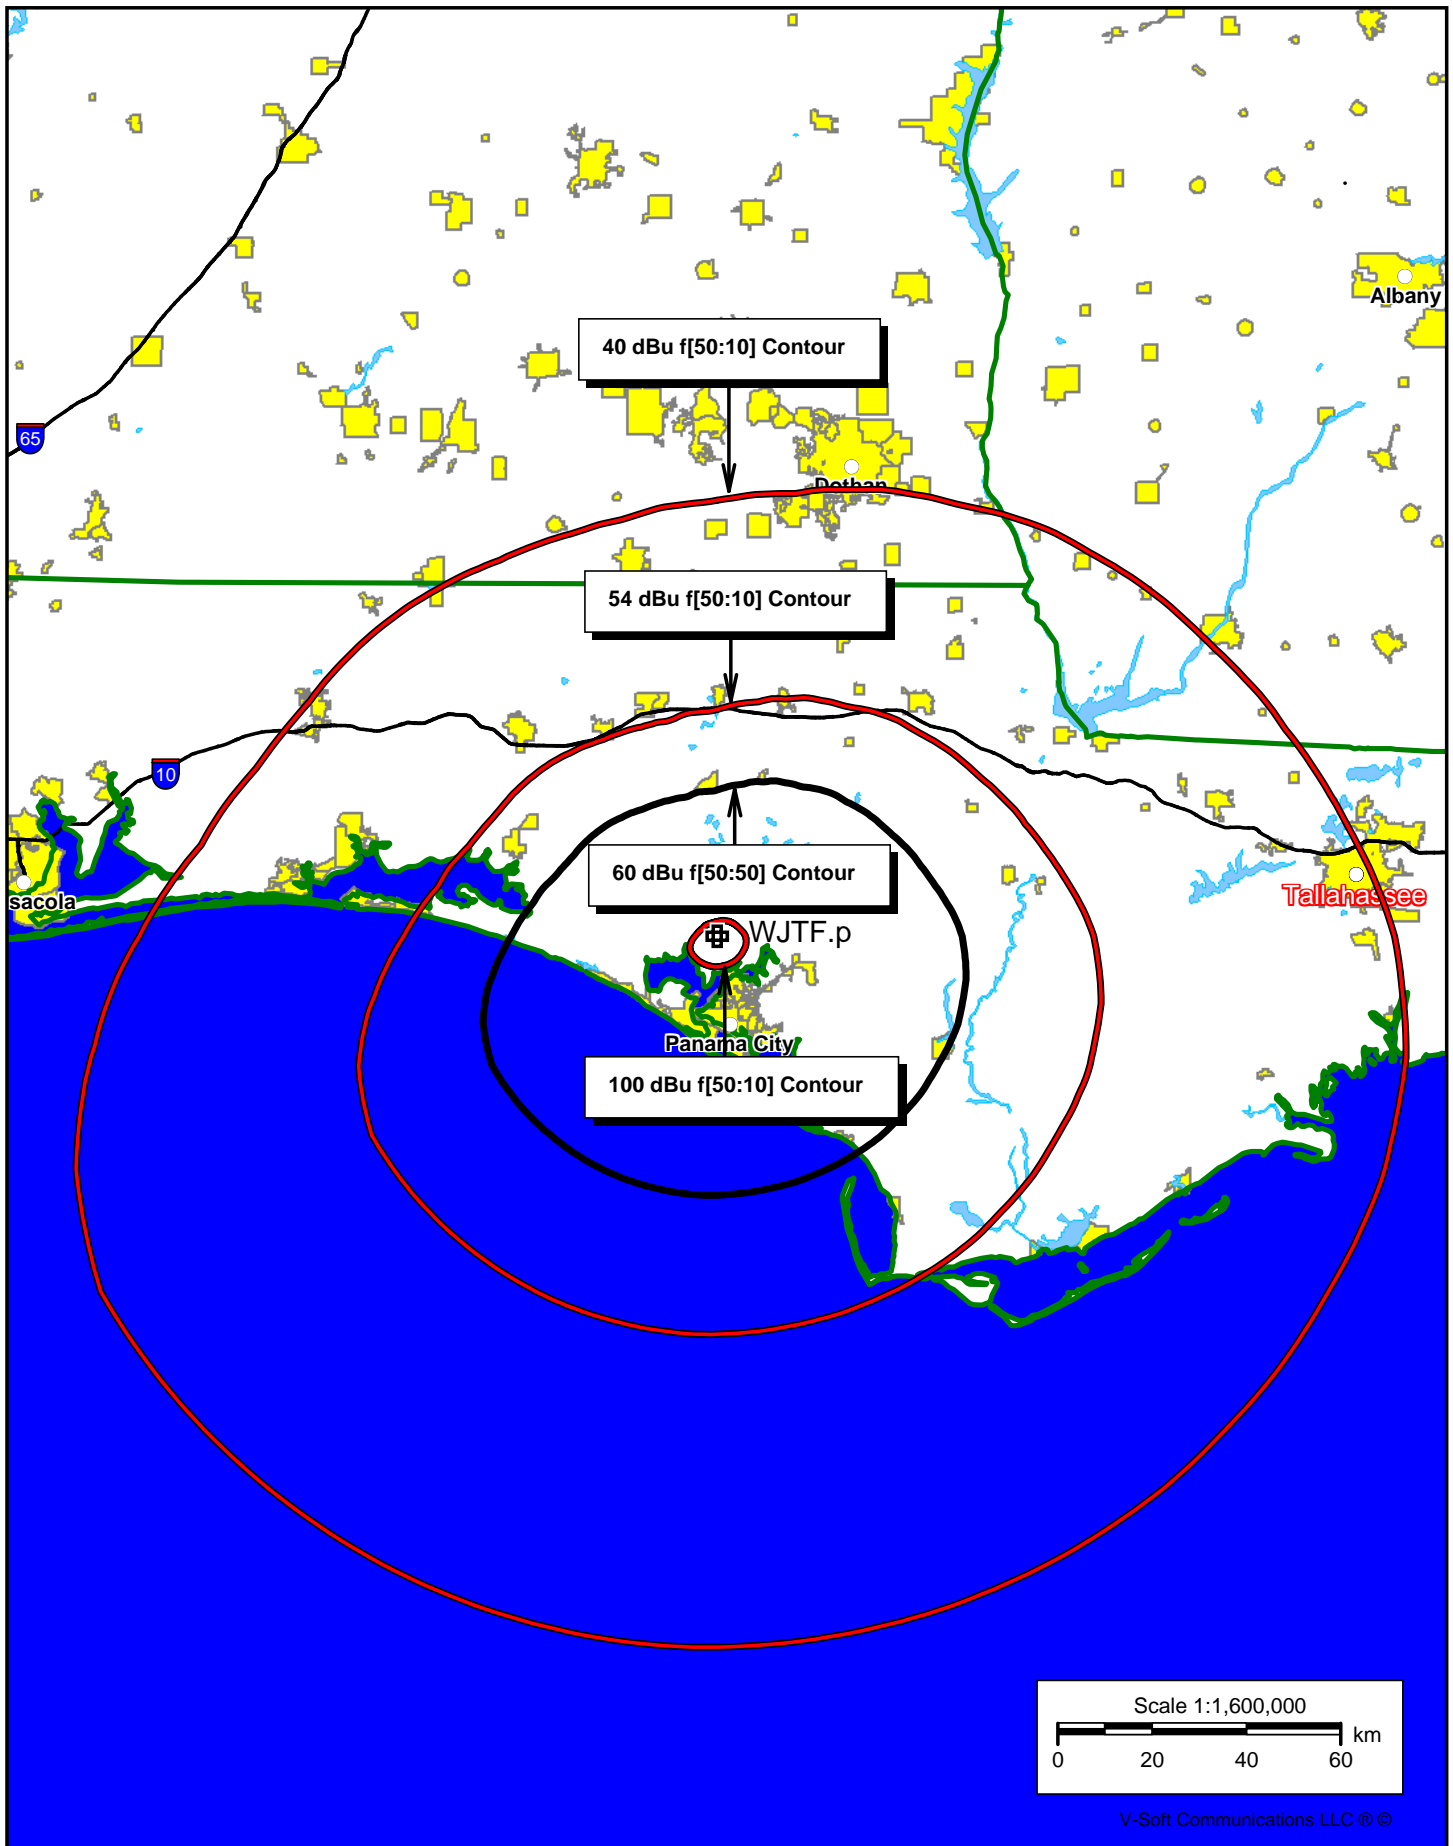 Albany
40 dBu f[50:10] Contour
65
Dothan
54 dBu f[50:10] Contour
10
60 dBu f[50:50] Contour
Tallahassee
sacola
WJTF.p
Panama City
100 dBu f[50:10] Contour
Scale 1:1,600,000
km
0 20 40 60
V-Soft Communications LLC ® ©